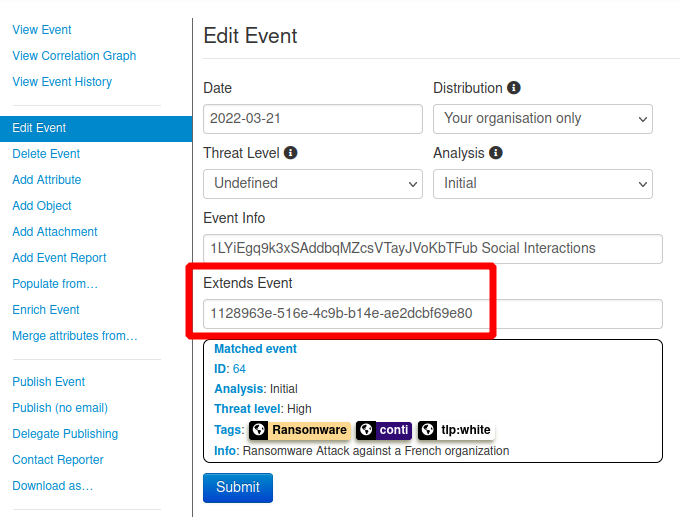 View Event
View Correlation Graph
View Event History
Edit Event
Delete Event
Add Attribute
Add Object
Add Attachment
Add Event Report
Populate from…
Enrich Event
Merge attributes from…
Publish Event
Publish (no email)
Delegate Publishing
Contact Reporter
Download as…
Edit Event
Date Distribution
2022-03-21 Your organisation only
Threat Level Analysis
Undefined Initial
Event Info
1LYiEgq9k3xSAddbqMZcsVTayJVoKbTFub Social Interactions
Extends Event
1128963e-516e-4c9b-b14e-ae2dcbf69e80
Matched event
ID: 64
Analysis: Initial
Threat level: High
Tags: Ransomware conti tlp:white
Info: Ransomware Attack against a French organization
Submit